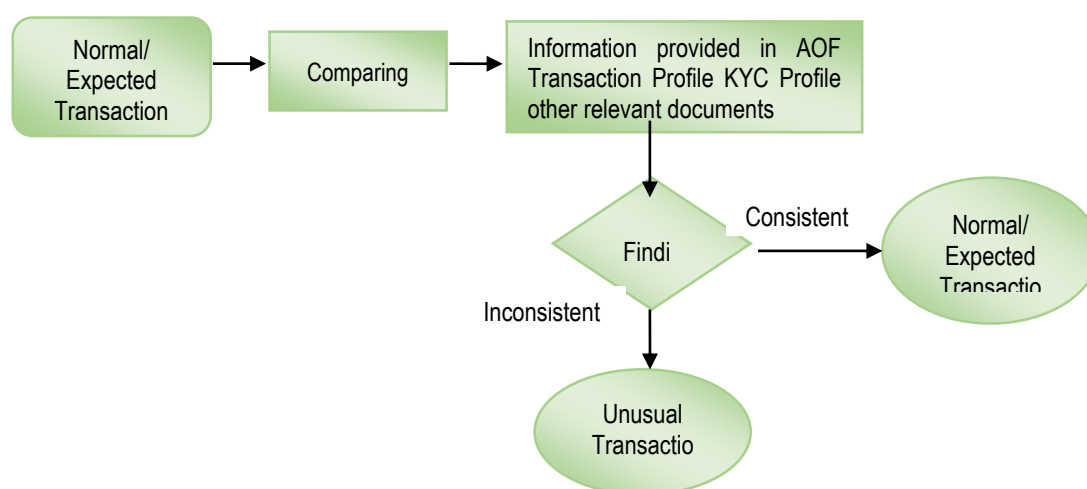 Normal/
Expected
Transaction
Comparing
Information provided in AOF
Transaction Profile KYC Profile
other relevant documents
Findi
Consistent
Normal/
Expected
Transactio
Inconsistent
Unusual
Transactio